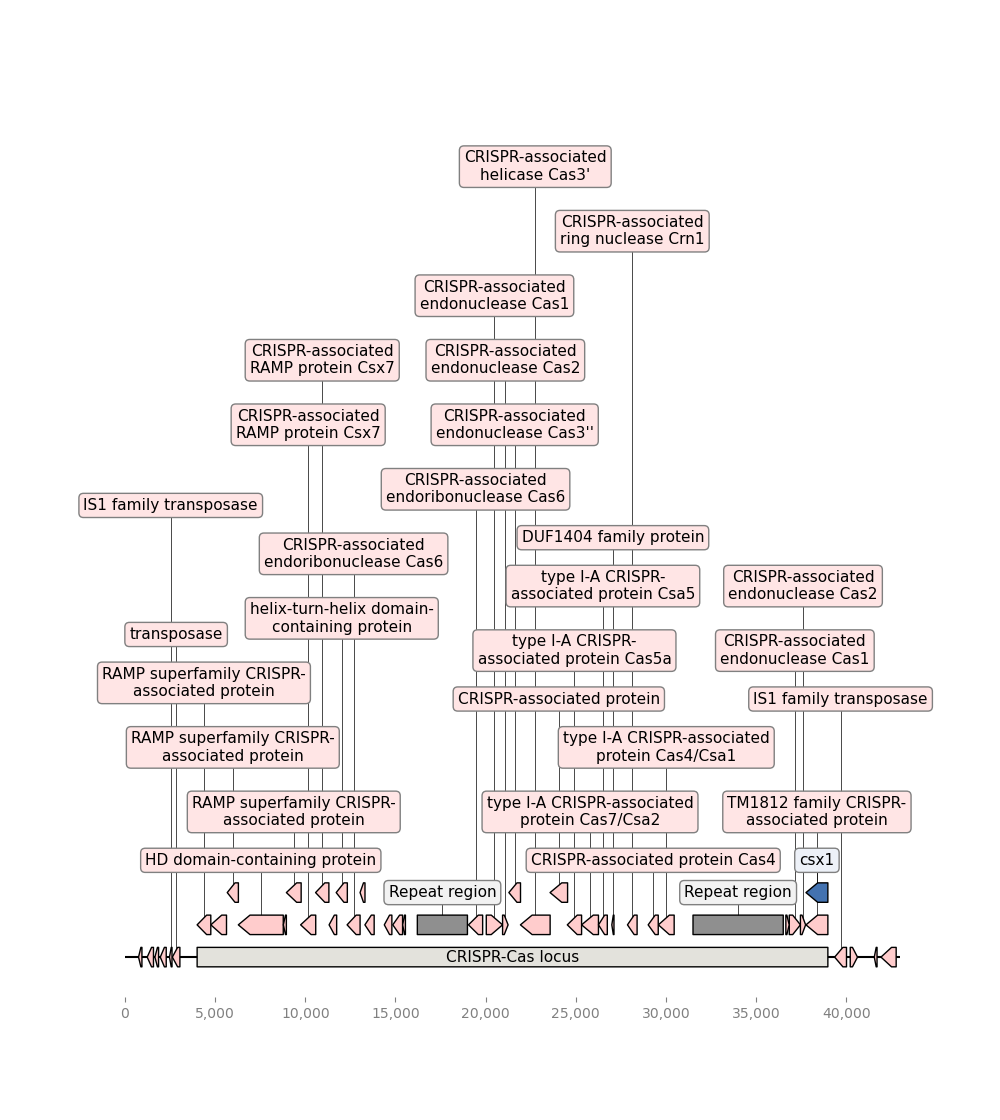 CRISPR-associated
helicase Cas3'
CRISPR-associated
ring nuclease Crn1
CRISPR-associated
endonuclease Cas1
CRISPR-associated
RAMP protein Csx7
CRISPR-associated
endonuclease Cas2
CRISPR-associated
RAMP protein Csx7
CRISPR-associated
endonuclease Cas3''
CRISPR-associated
endoribonuclease Cas6
IS1 family transposase
DUF1404 family protein
CRISPR-associated
endoribonuclease Cas6
type I-A CRISPR-
associated protein Csa5
CRISPR-associated
endonuclease Cas2
helix-turn-helix domain-
containing protein
transposase
type I-A CRISPR-
associated protein Cas5a
CRISPR-associated
endonuclease Cas1
RAMP superfamily CRISPR-
associated protein
CRISPR-associated protein
IS1 family transposase
RAMP superfamily CRISPR-
associated protein
type I-A CRISPR-associated
protein Cas4/Csa1
RAMP superfamily CRISPR-
associated protein
type I-A CRISPR-associated
protein Cas7/Csa2
TM1812 family CRISPR-
associated protein
HD domain-containing protein
CRISPR-associated protein Cas4
csx1
Repeat region
Repeat region
CRISPR-Cas locus
0
5,000
10,000
15,000
20,000
25,000
30,000
35,000
40,000